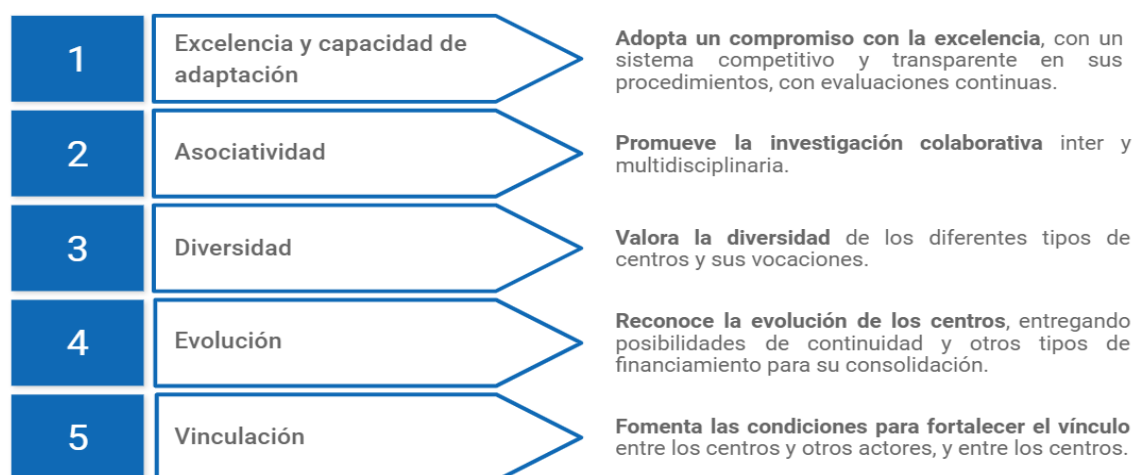 1
Excelencia y capacidad de
adaptación
Adopta un compromiso con la excelencia, con un
sistema competitivo y transparente en sus
procedimientos, con evaluaciones continuas.
2
Asociatividad
Promueve la investigación colaborativa inter y
multidisciplinaria.
3
Diversidad
Valora la diversidad de los diferentes tipos de
centros y sus vocaciones.
4
Evolución
Reconoce la evolución de los centros, entregando
posibilidades de continuidad y otros tipos de
financiamiento para su consolidación.
5
Vinculación
Fomenta las condiciones para fortalecer el vínculo
entre los centros y otros actores, y entre los centros.